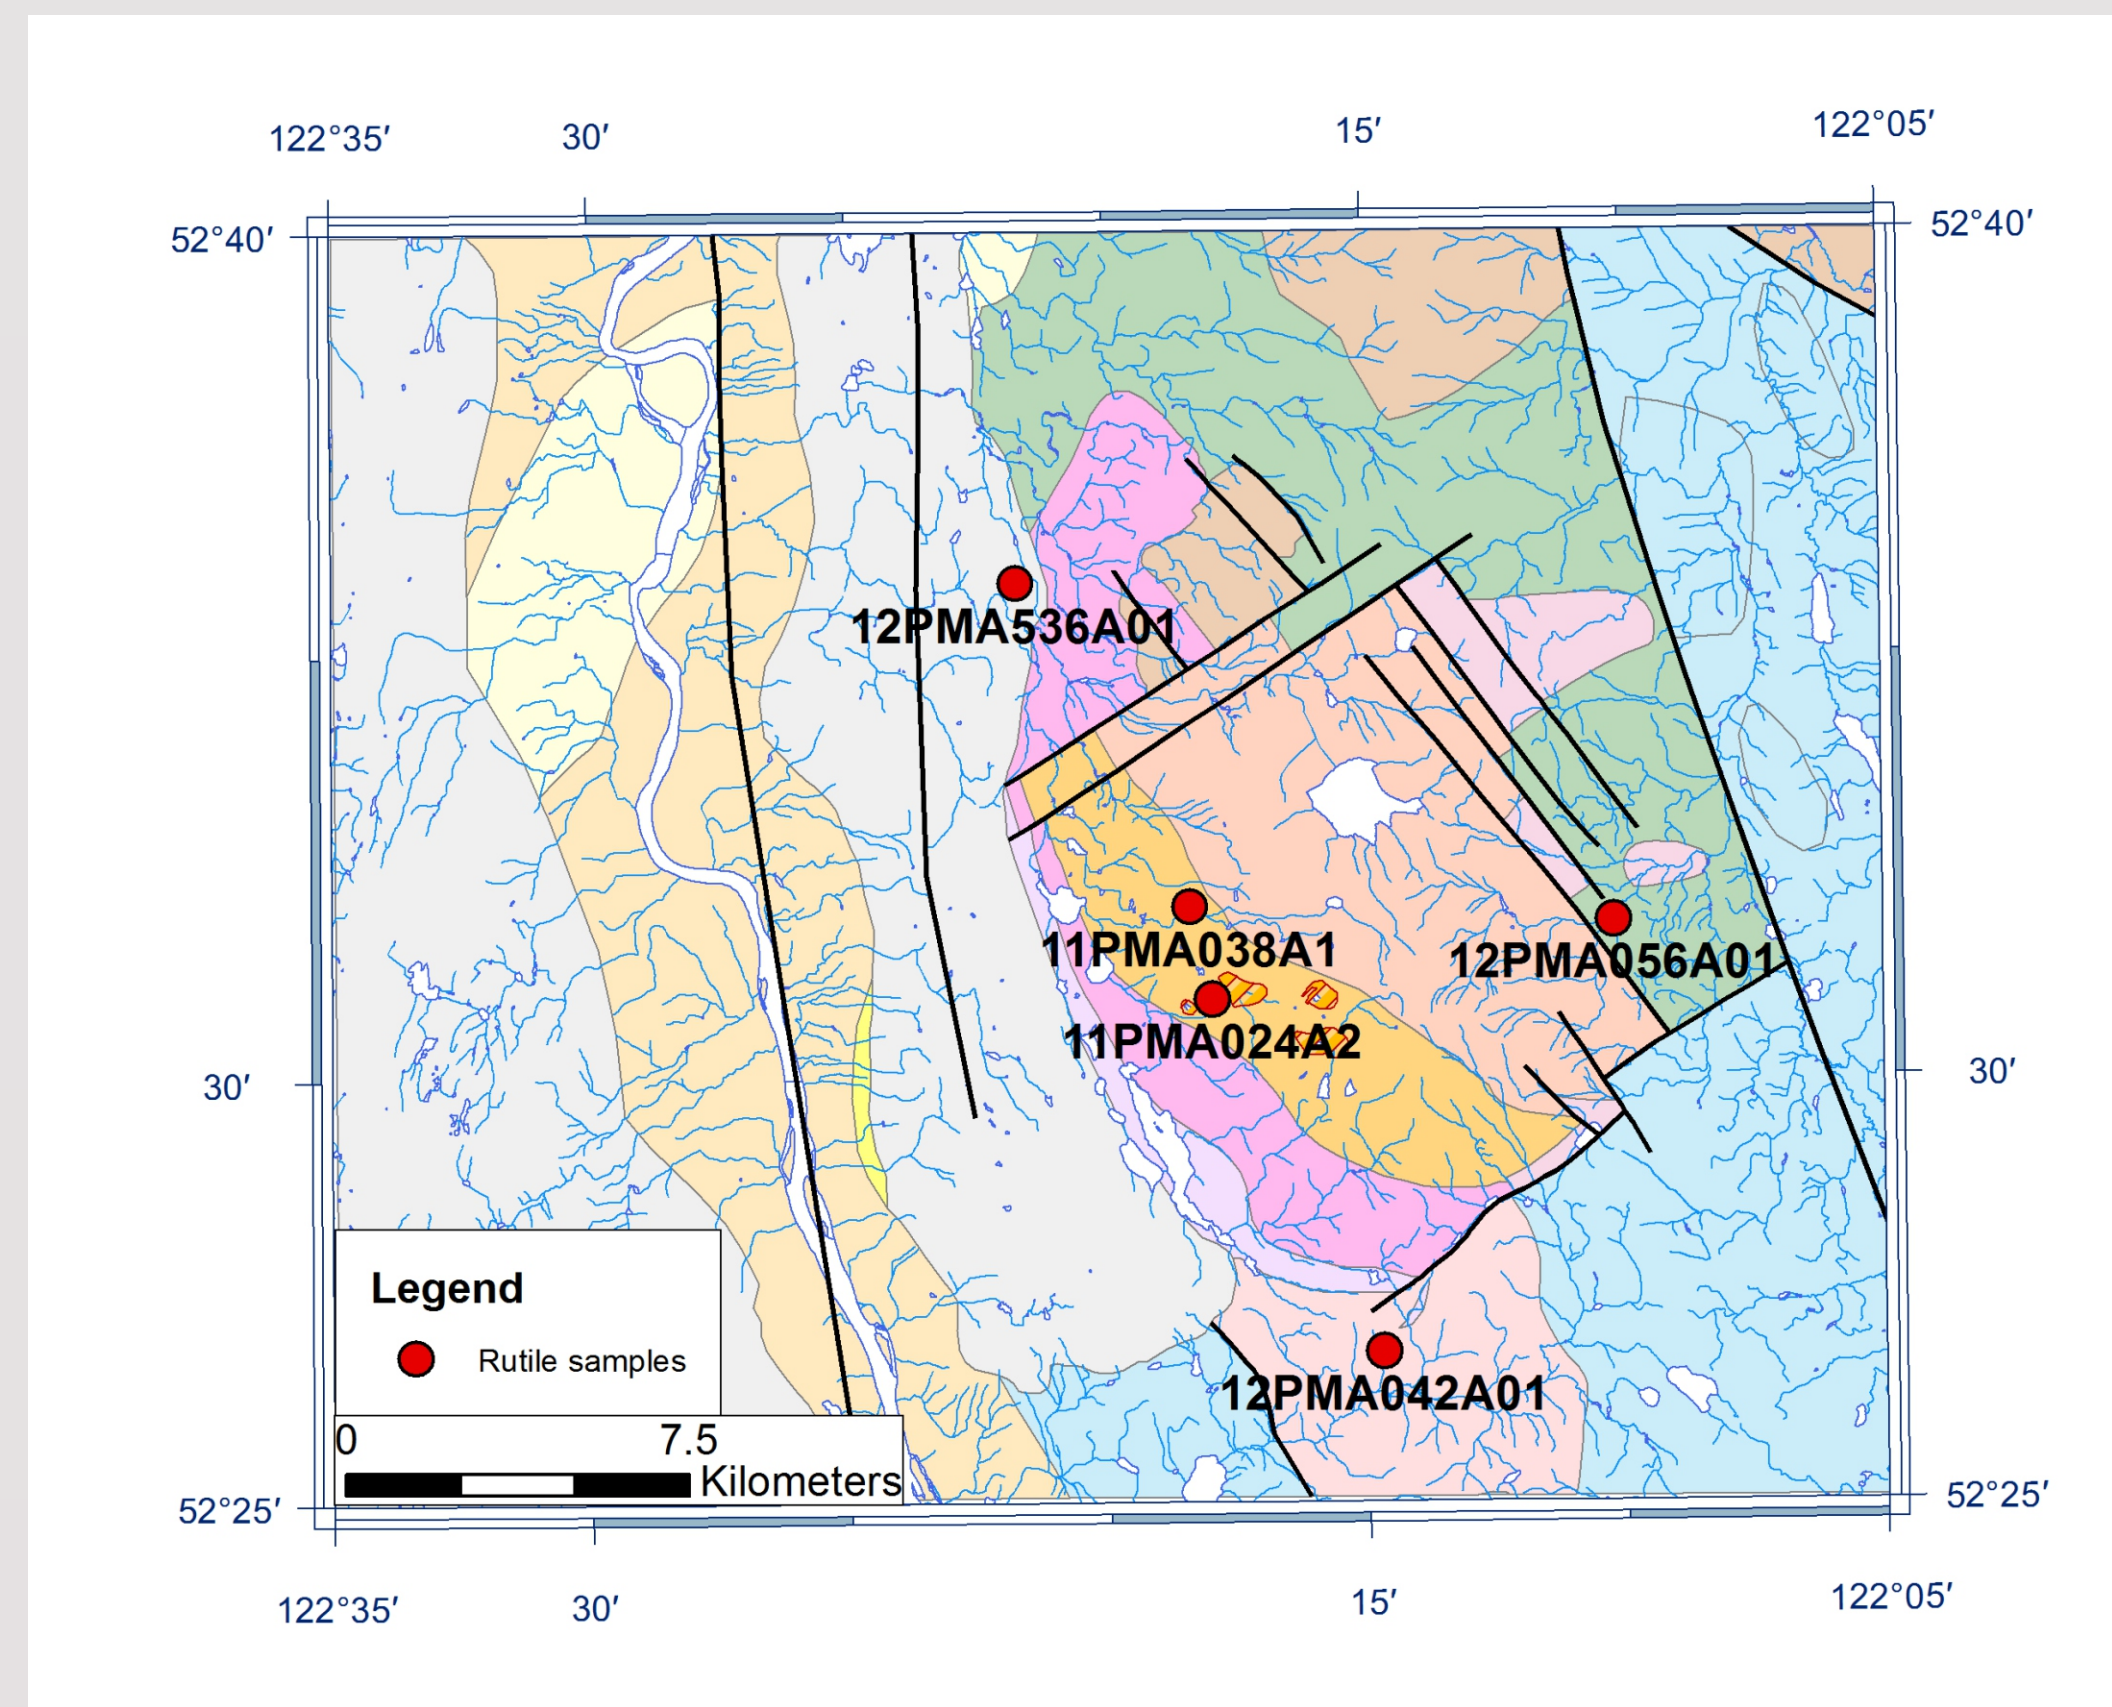 122°35′ 30′ 15′ 122°05′
52°40′ 52°40′
12PMA536A01
11PMA038A1
12PMA056A01
11PMA024A2
30′ 30′
Legend
Rutile samples
12PMA042A01
0 7.5
Kilometers
52°25′ 52°25′
122°35′ 30′ 15′ 122°05′